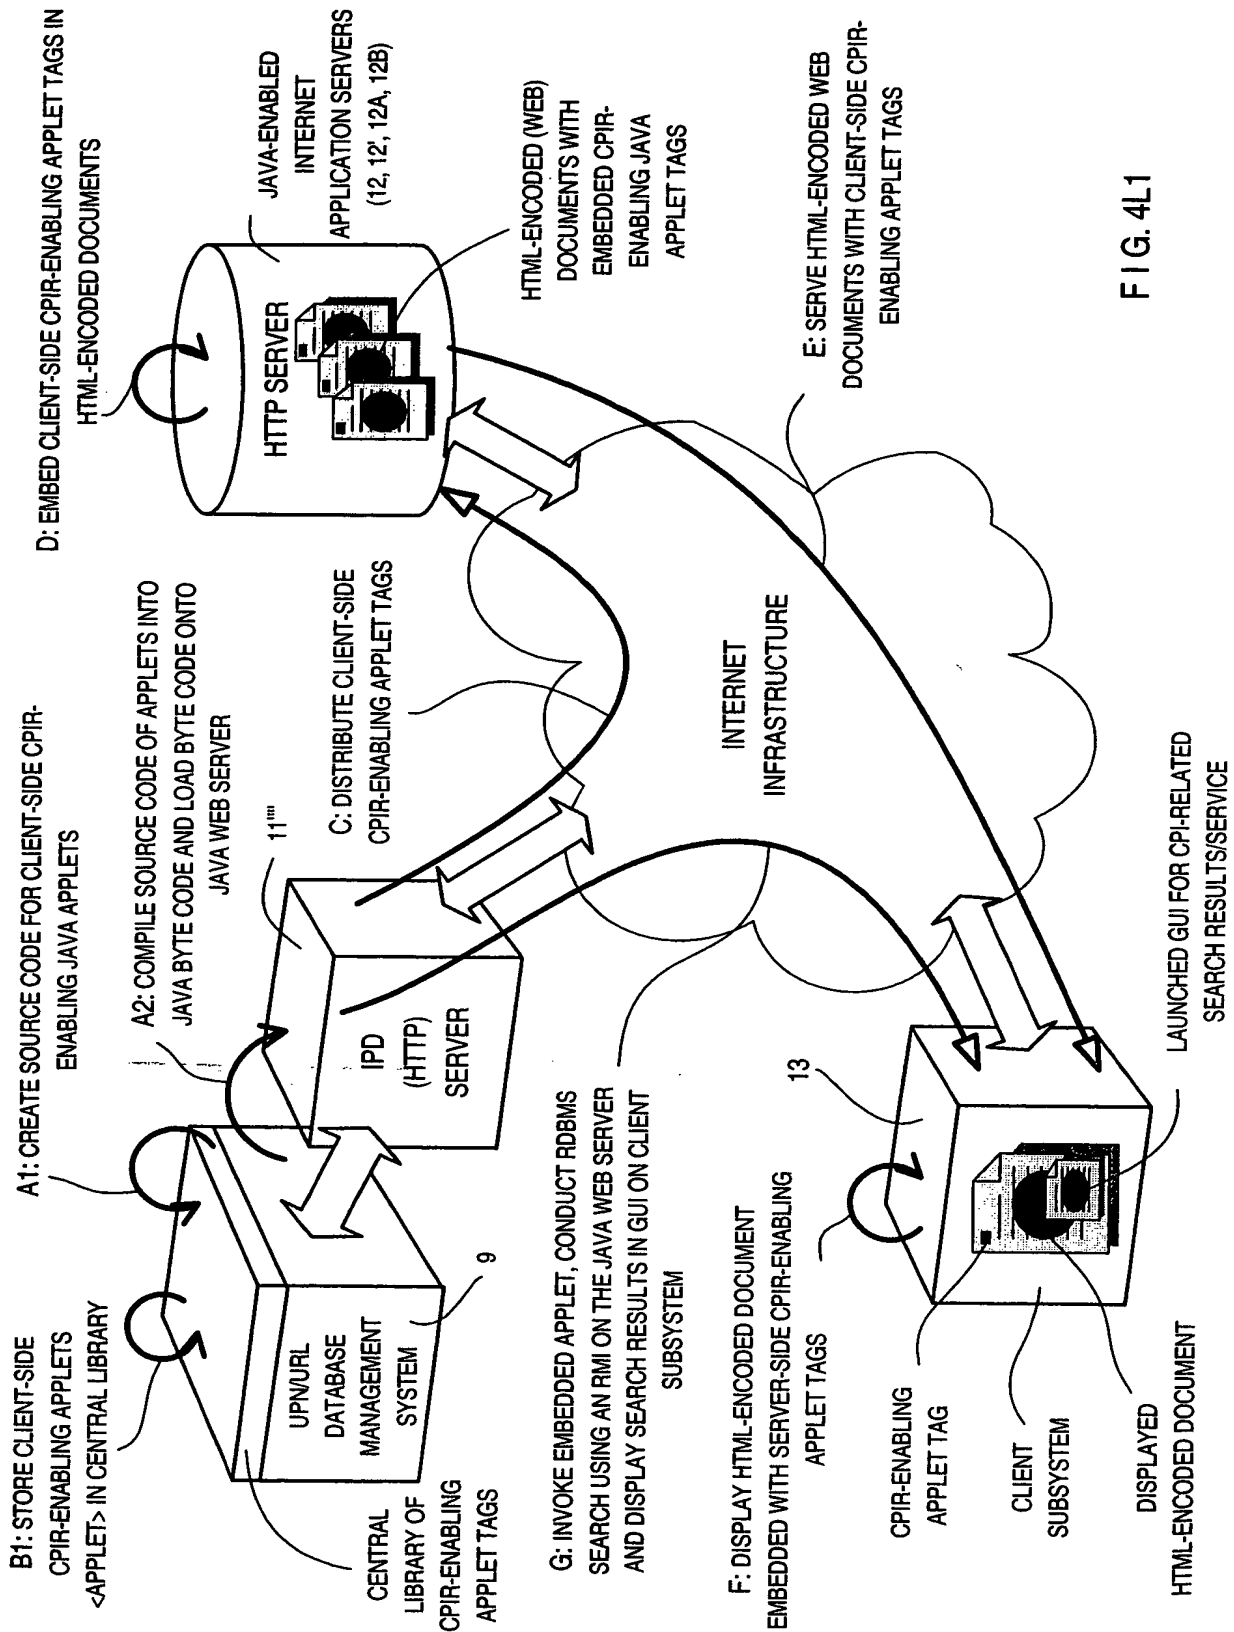 B1: STORE CLIENT-SIDE
CPIR-ENABLING APPLETS
<APPLET> IN CENTRAL LIBRARY
A1: CREATE SOURCE CODE FOR CLIENT-SIDE CPIR-
ENABLING JAVA APPLETS
A2: COMPILE SOURCE CODE OF APPLETS INTO
JAVA BYTE CODE AND LOAD BYTE CODE ONTO
JAVA WEB SERVER
D: EMBED CLIENT-SIDE CPIR-ENABLING APPLET TAGS IN
HTML-ENCODED DOCUMENTS
JAVA-ENABLED
INTERNET
APPLICATION SERVERS
(12, 12', 12A, 12B)
HTTP SERVER
HTML-ENCODED (WEB)
DOCUMENTS WITH
EMBEDDED CPIR-
ENABLING JAVA
APPLET TAGS
11''''
C: DISTRIBUTE CLIENT-SIDE
CPIR-ENABLING APPLET TAGS
IPD
(HTTP)
SERVER
UPN/URL
DATABASE
MANAGEMENT
SYSTEM
9
CENTRAL
LIBRARY OF
CPIR-ENABLING
APPLET TAGS
G: INVOKE EMBEDDED APPLET, CONDUCT RDBMS
SEARCH USING AN RMI ON THE JAVA WEB SERVER
AND DISPLAY SEARCH RESULTS IN GUI ON CLIENT
SUBSYSTEM
INTERNET
INFRASTRUCTURE
E: SERVE HTML-ENCODED WEB
DOCUMENTS WITH CLIENT-SIDE CPIR-
ENABLING APPLET TAGS
F: DISPLAY HTML-ENCODED DOCUMENT
EMBEDDED WITH SERVER-SIDE CPIR-ENABLING
APPLET TAGS
13
CPIR-ENABLING
APPLET TAG
CLIENT
SUBSYSTEM
DISPLAYED
HTML-ENCODED DOCUMENT
LAUNCHED GUI FOR CPI-RELATED
SEARCH RESULTS/SERVICE
FIG. 4L1